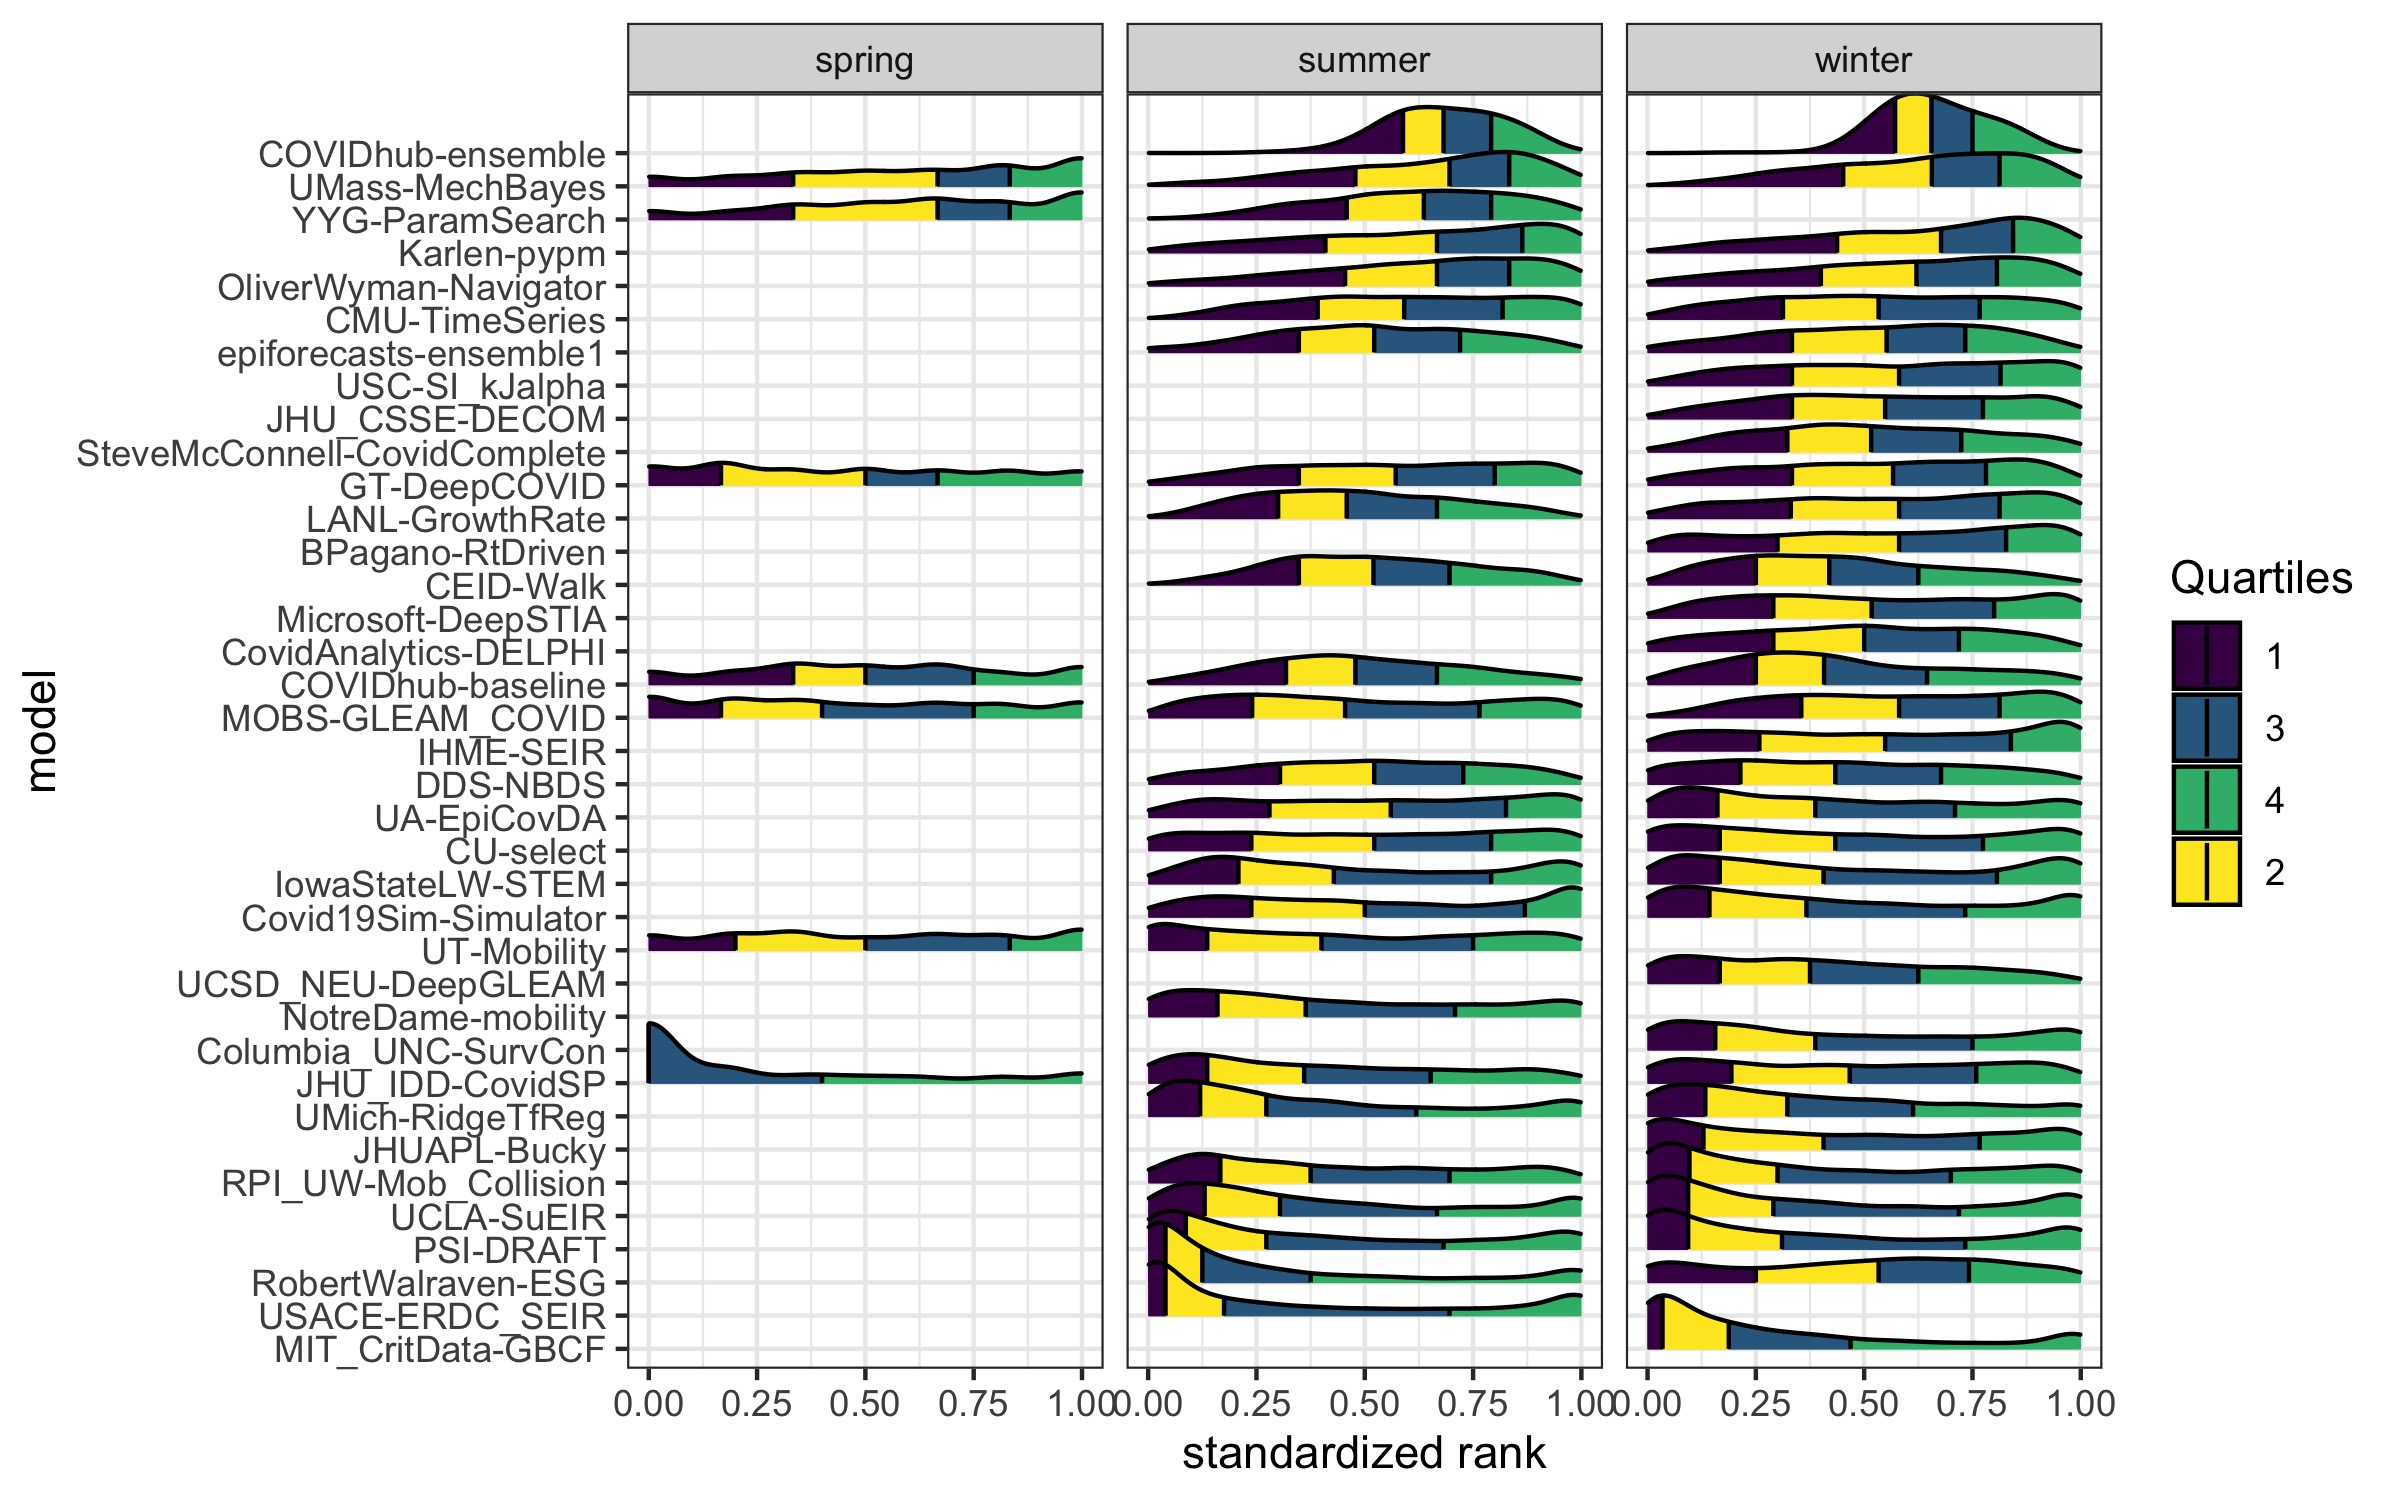 spring
summer
winter
COVIDhub-ensemble
UMass-MechBayes
YYG-ParamSearch
Karlen-pypm
OliverWyman-Navigator
CMU-TimeSeries
epiforecasts-ensemble1
USC-SI_kJalpha
JHU_CSSE-DECOM
SteveMcConnell-CovidComplete
GT-DeepCOVID
LANL-GrowthRate
BPagano-RtDriven
CEID-Walk
Microsoft-DeepSTIA
CovidAnalytics-DELPHI
COVIDhub-baseline
MOBS-GLEAM_COVID
IHME-SEIR
DDS-NBDS
UA-EpiCovDA
CU-select
IowaStateLW-STEM
Covid19Sim-Simulator
UT-Mobility
UCSD_NEU-DeepGLEAM
NotreDame-mobility
Columbia_UNC-SurvCon
JHU_IDD-CovidSP
UMich-RidgeTfReg
JHUAPL-Bucky
RPI_UW-Mob_Collision
UCLA-SuEIR
PSI-DRAFT
RobertWalraven-ESG
USACE-ERDC_SEIR
MIT_CritData-GBCF
model
0.00 0.25 0.50 0.75 1.00
0.00 0.25 0.50 0.75 1.00
0.00 0.25 0.50 0.75 1.00
standardized rank
Quartiles
1
3
4
2